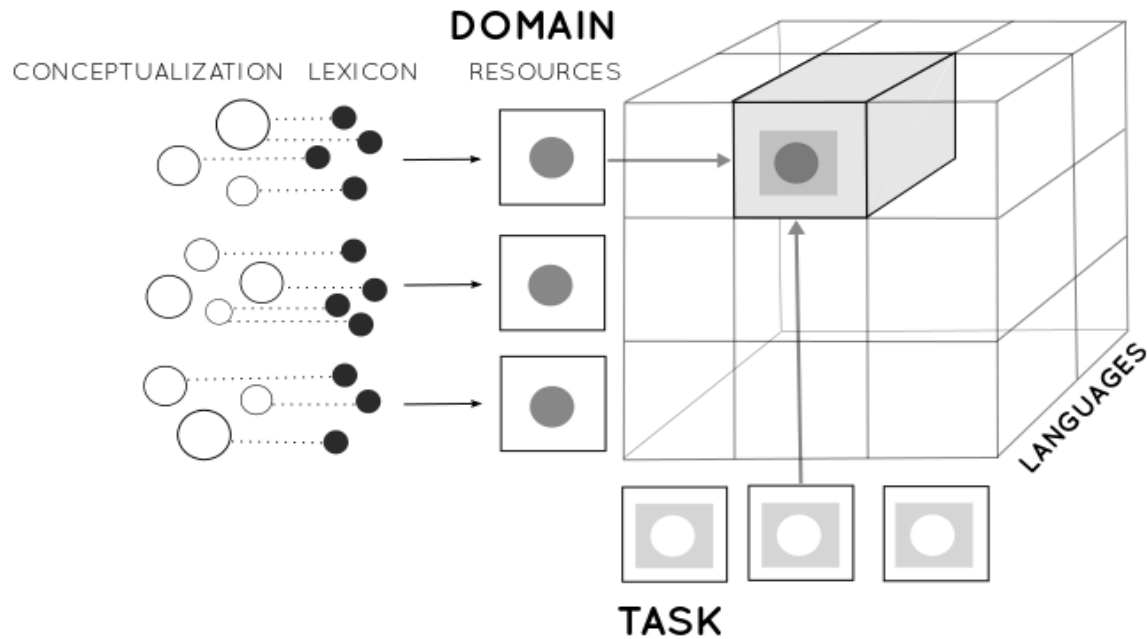 DOMAIN
CONCEPTUALIZATION LEXICON RESOURCES
LANGUAGES
TASK